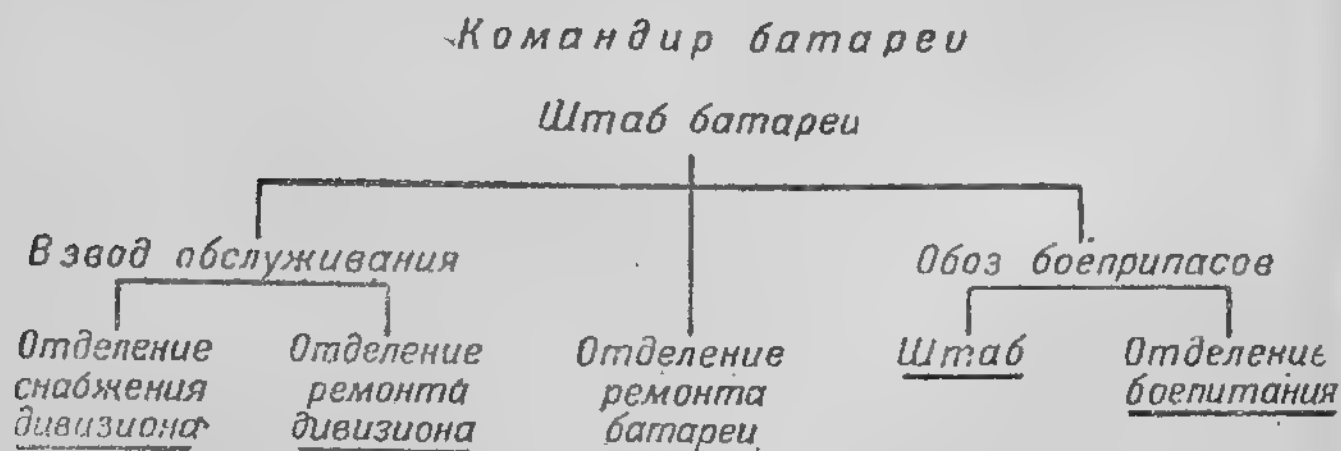 Командир батареи
Штаб батареи
Взвод обслуживания
Обоз боеприпасов
Отделение
снабжения
дивизиона
Отделение
ремонта
дивизиона
Отделение
ремонта
батареи
Штаб
Отделение
боепитания